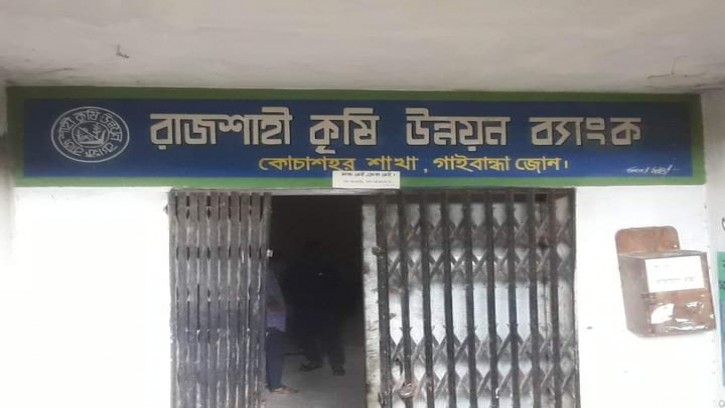 রাজশাহী কৃষি উন্নয়ন ব্যাংক
কোচাশহর শাখা, গাইবান্ধা জোন।